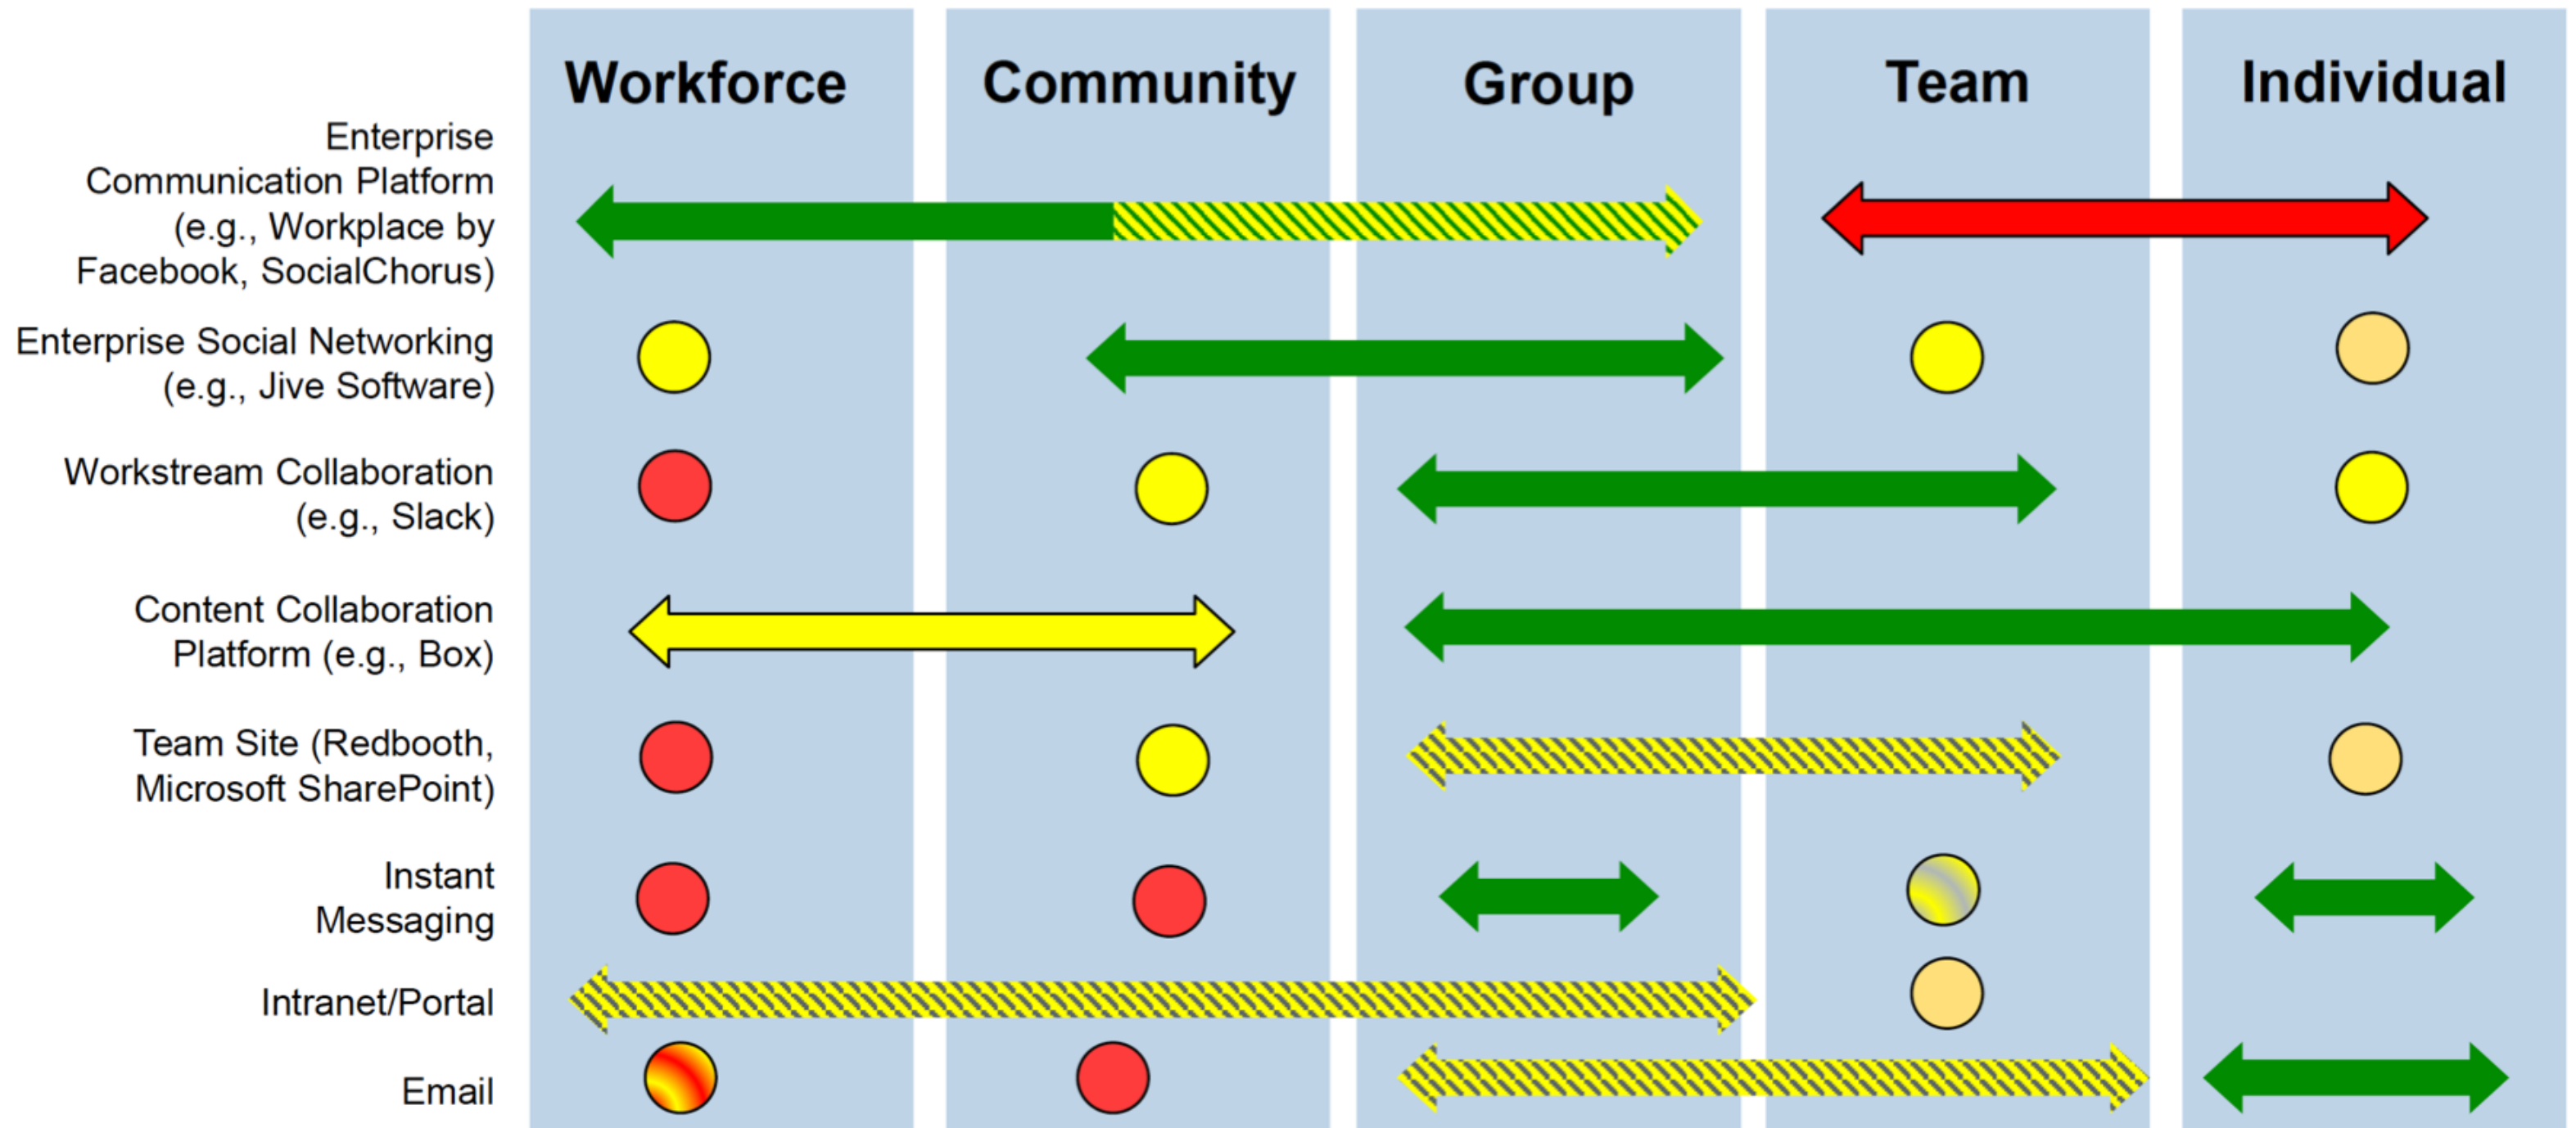 Workforce
Community
Group
Team
Individual
Enterprise
Communication Platform
(e.g., Workplace by
Facebook, SocialChorus)
Enterprise Social Networking
(e.g., Jive Software)
Workstream Collaboration
(e.g., Slack)
Content Collaboration
Platform (e.g., Box)
Team Site (Redbooth,
Microsoft SharePoint)
Instant
Messaging
Intranet/Portal
Email